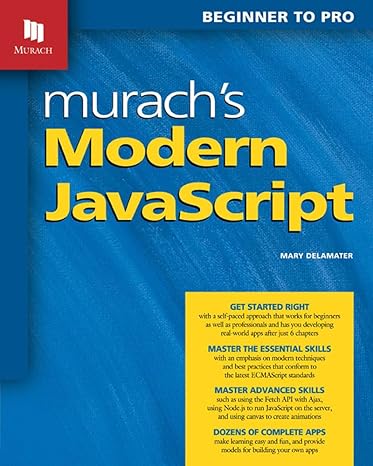 BEGINNER TO PRO
MURACH
murach's
Modern
JavaScript
MARY DELAMATER
GET STARTED RIGHT
with a self-paced approach that works for beginners
as well as professionals and has you developing
real-world apps after just 6 chapters
MASTER THE ESSENTIAL SKILLS
with an emphasis on modern techniques
and best practices that conform to
the latest ECMAScript standards
MASTER ADVANCED SKILLS
such as using the Fetch API with Ajax,
using Node.js to run JavaScript on the server,
and using canvas to create animations
DOZENS OF COMPLETE APPS
make learning easy and fun, and provide
models for building your own apps